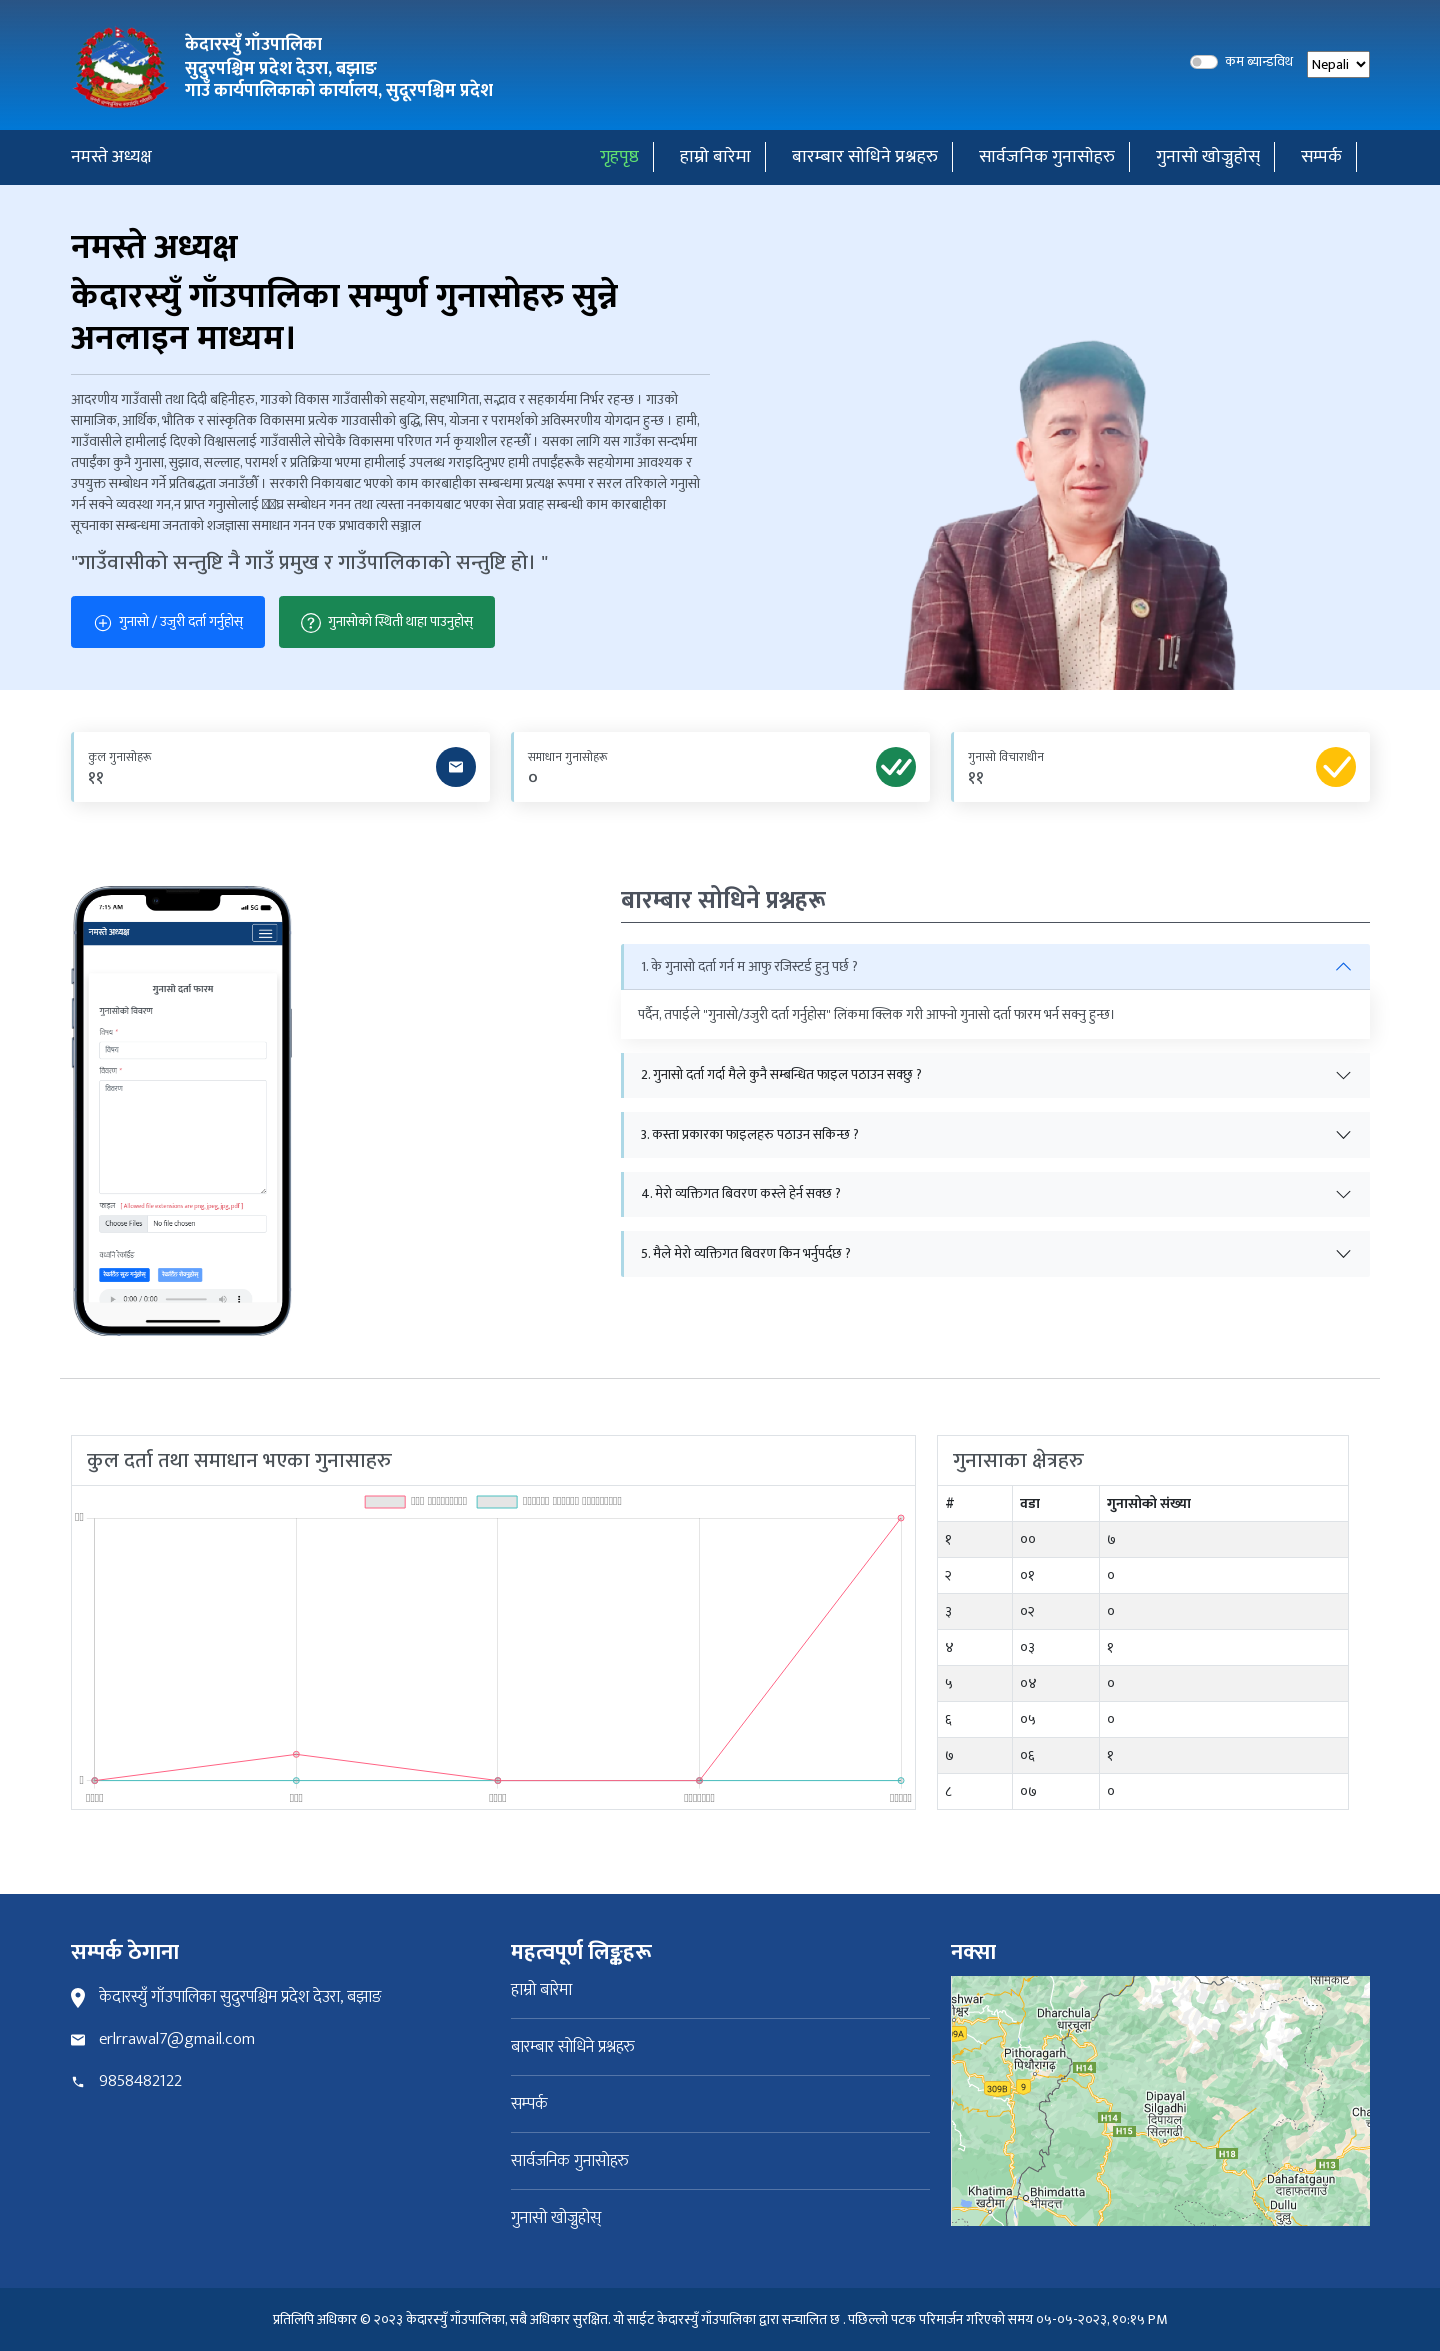 केदारस्युँ गाँउपालिका
सुदुरपश्चिम प्रदेश देउरा, बझाङ
गाउँ कार्यपालिकाको कार्यालय, सुदूरपश्चिम प्रदेश
कम ब्यान्डविथ
Nepali
नमस्ते अध्यक्ष
गृहपृष्ठ
हाम्रो बारेमा
बारम्बार सोधिने प्रश्नहरु
सार्वजनिक गुनासोहरु
गुनासो खोज्नुहोस्
सम्पर्क
नमस्ते अध्यक्ष
केदारस्युँ गाँउपालिका सम्पुर्ण गुनासोहरु सुन्ने
अनलाइन माध्यम।
आदरणीय गाउँवासी तथा दिदी बहिनीहरु, गाउको विकास गाउँवासीको सहयोग, सहभागिता, सद्भाव र सहकार्यमा निर्भर रहन्छ । गाउको
सामाजिक, आर्थिक, भौतिक र सांस्कृतिक विकासमा प्रत्येक गाउवासीको बुद्धि, सिप, योजना र परामर्शको अविस्मरणीय योगदान हुन्छ । हामी,
गाउँवासीले हामीलाई दिएको विश्वासलाई गाउँवासीले सोचेकै विकासमा परिणत गर्न कृयाशील रहन्छौँ । यसका लागि यस गाउँका सन्दर्भमा
तपाईंका कुनै गुनासा, सुझाव, सल्लाह, परामर्श र प्रतिक्रिया भएमा हामीलाई उपलब्ध गराइदिनुभए हामी तपाईंहरूकै सहयोगमा आवश्यक र
उपयुक्त सम्बोधन गर्ने प्रतिबद्धता जनाउँछौँ । सरकारी निकायबाट भएको काम कारबाहीका सम्बन्धमा प्रत्यक्ष रूपमा र सरल तरिकाले गनुासो
गर्न सक्ने व्यवस्था गन,न प्राप्त गनुासोलाई सम्बोधन गनन तथा त्यस्ता ननकायबाट भएका सेवा प्रवाह सम्बन्धी काम कारबाहीका
सूचनाका सम्बन्धमा जनताको शजज्ञासा समाधान गनन एक प्रभावकारी सञ्जाल
"गाउँवासीको सन्तुष्टि नै गाउँ प्रमुख र गाउँपालिकाको सन्तुष्टि हो। "
गुनासो / उजुरी दर्ता गर्नुहोस्
गुनासोको स्थिती थाहा पाउनुहोस्
कुल गुनासोहरू
११
समाधान गुनासोहरू
०
गुनासो विचाराधीन
११
7:15 AM
5G
नमस्ते अध्यक्ष
गुनासो दर्ता फारम
गुनासोको विवरण
विषय *
विषय
विवरण *
विवरण
फाइल [ Allowed file extensions are png, jpeg, jpg, pdf ]
Choose Files No file chosen
रेकर्डिङ सुरु गर्नुहोस्
रेकर्डिङ रोक्नुहोस्
0:00 / 0:00
बारम्बार सोधिने प्रश्नहरू
1. के गुनासो दर्ता गर्न म आफु रजिस्टर्ड हुनु पर्छ ?
पर्दैन, तपाईले "गुनासो/उजुरी दर्ता गर्नुहोस" लिंकमा क्लिक गरी आफ्नो गुनासो दर्ता फारम भर्न सक्नु हुन्छ।
2. गुनासो दर्ता गर्दा मैले कुनै सम्बन्धित फाइल पठाउन सक्छु ?
3. कस्ता प्रकारका फाइलहरु पठाउन सकिन्छ ?
4. मेरो व्यक्तिगत बिवरण कस्ले हेर्न सक्छ ?
5. मैले मेरो व्यक्तिगत बिवरण किन भर्नुपर्दछ ?
कुल दर्ता तथा समाधान भएका गुनासाहरु
गुनासाका क्षेत्रहरु
# वडा गुनासोको संख्या
१ ०० ७
२ ०१ ०
३ ०२ ०
४ ०३ १
५ ०४ ०
६ ०५ ०
७ ०६ १
८ ०७ ०
सम्पर्क ठेगाना
केदारस्युँ गाँउपालिका सुदुरपश्चिम प्रदेश देउरा, बझाङ
erlrrawal7@gmail.com
9858482122
महत्वपूर्ण लिङ्कहरू
हाम्रो बारेमा
बारम्बार सोधिने प्रश्नहरु
सम्पर्क
सार्वजनिक गुनासोहरु
गुनासो खोज्नुहोस्
नक्सा
shwar
Dharchula
धारचूला
09A
Pithoragarh
पिथौरागढ़
H14
309B
9
Dipayal
Silgadhi
दिपायल
सिलगढी
H14
H15
H18
H13
Dahafatgaun
दाहाफतगाउँ
Khatima
खटीमा
Bhimdatta
भीमदत्त
Dullu
दुल्लु
प्रतिलिपि अधिकार © २०२३ केदारस्युँ गाँउपालिका, सबै अधिकार सुरक्षित. यो साईट केदारस्युँ गाँउपालिका द्वारा सन्चालित छ . पछिल्लो पटक परिमार्जन गरिएको समय ०५-०५-२०२३, १०:१५ PM